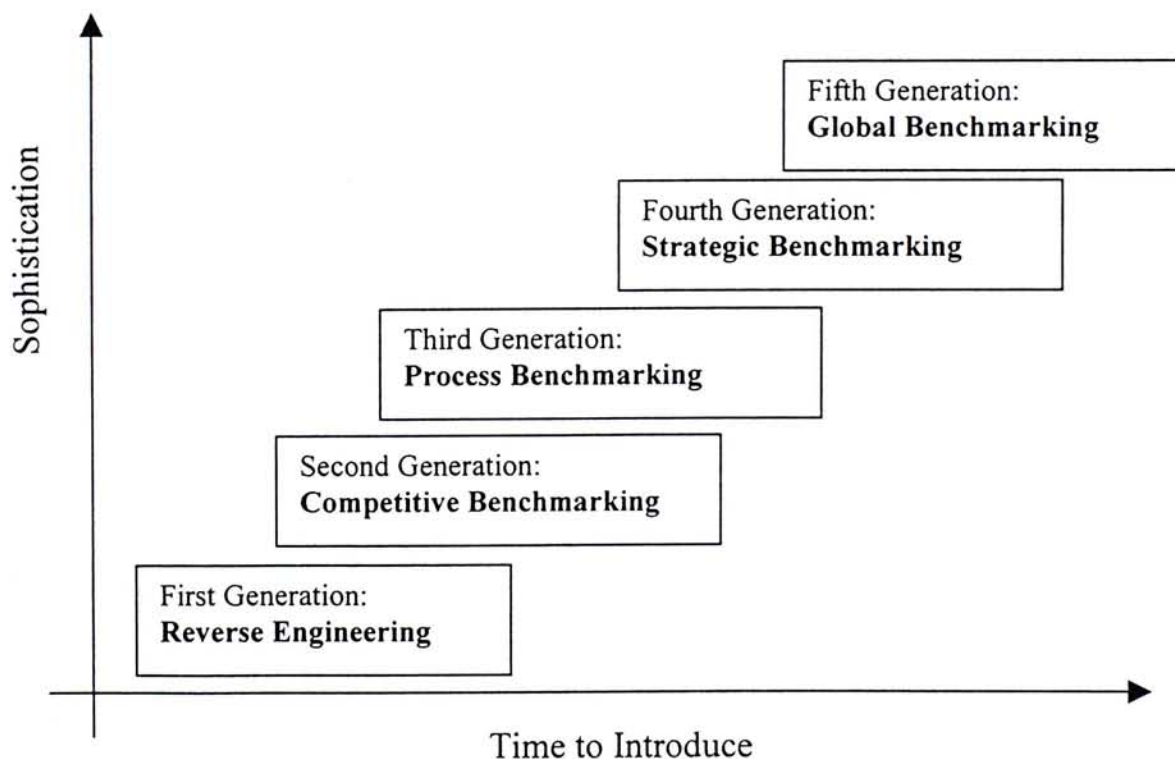 Fifth Generation:
Global Benchmarking
Fourth Generation:
Strategic Benchmarking
Third Generation:
Process Benchmarking
Second Generation:
Competitive Benchmarking
First Generation:
Reverse Engineering
Sophistication
Time to Introduce